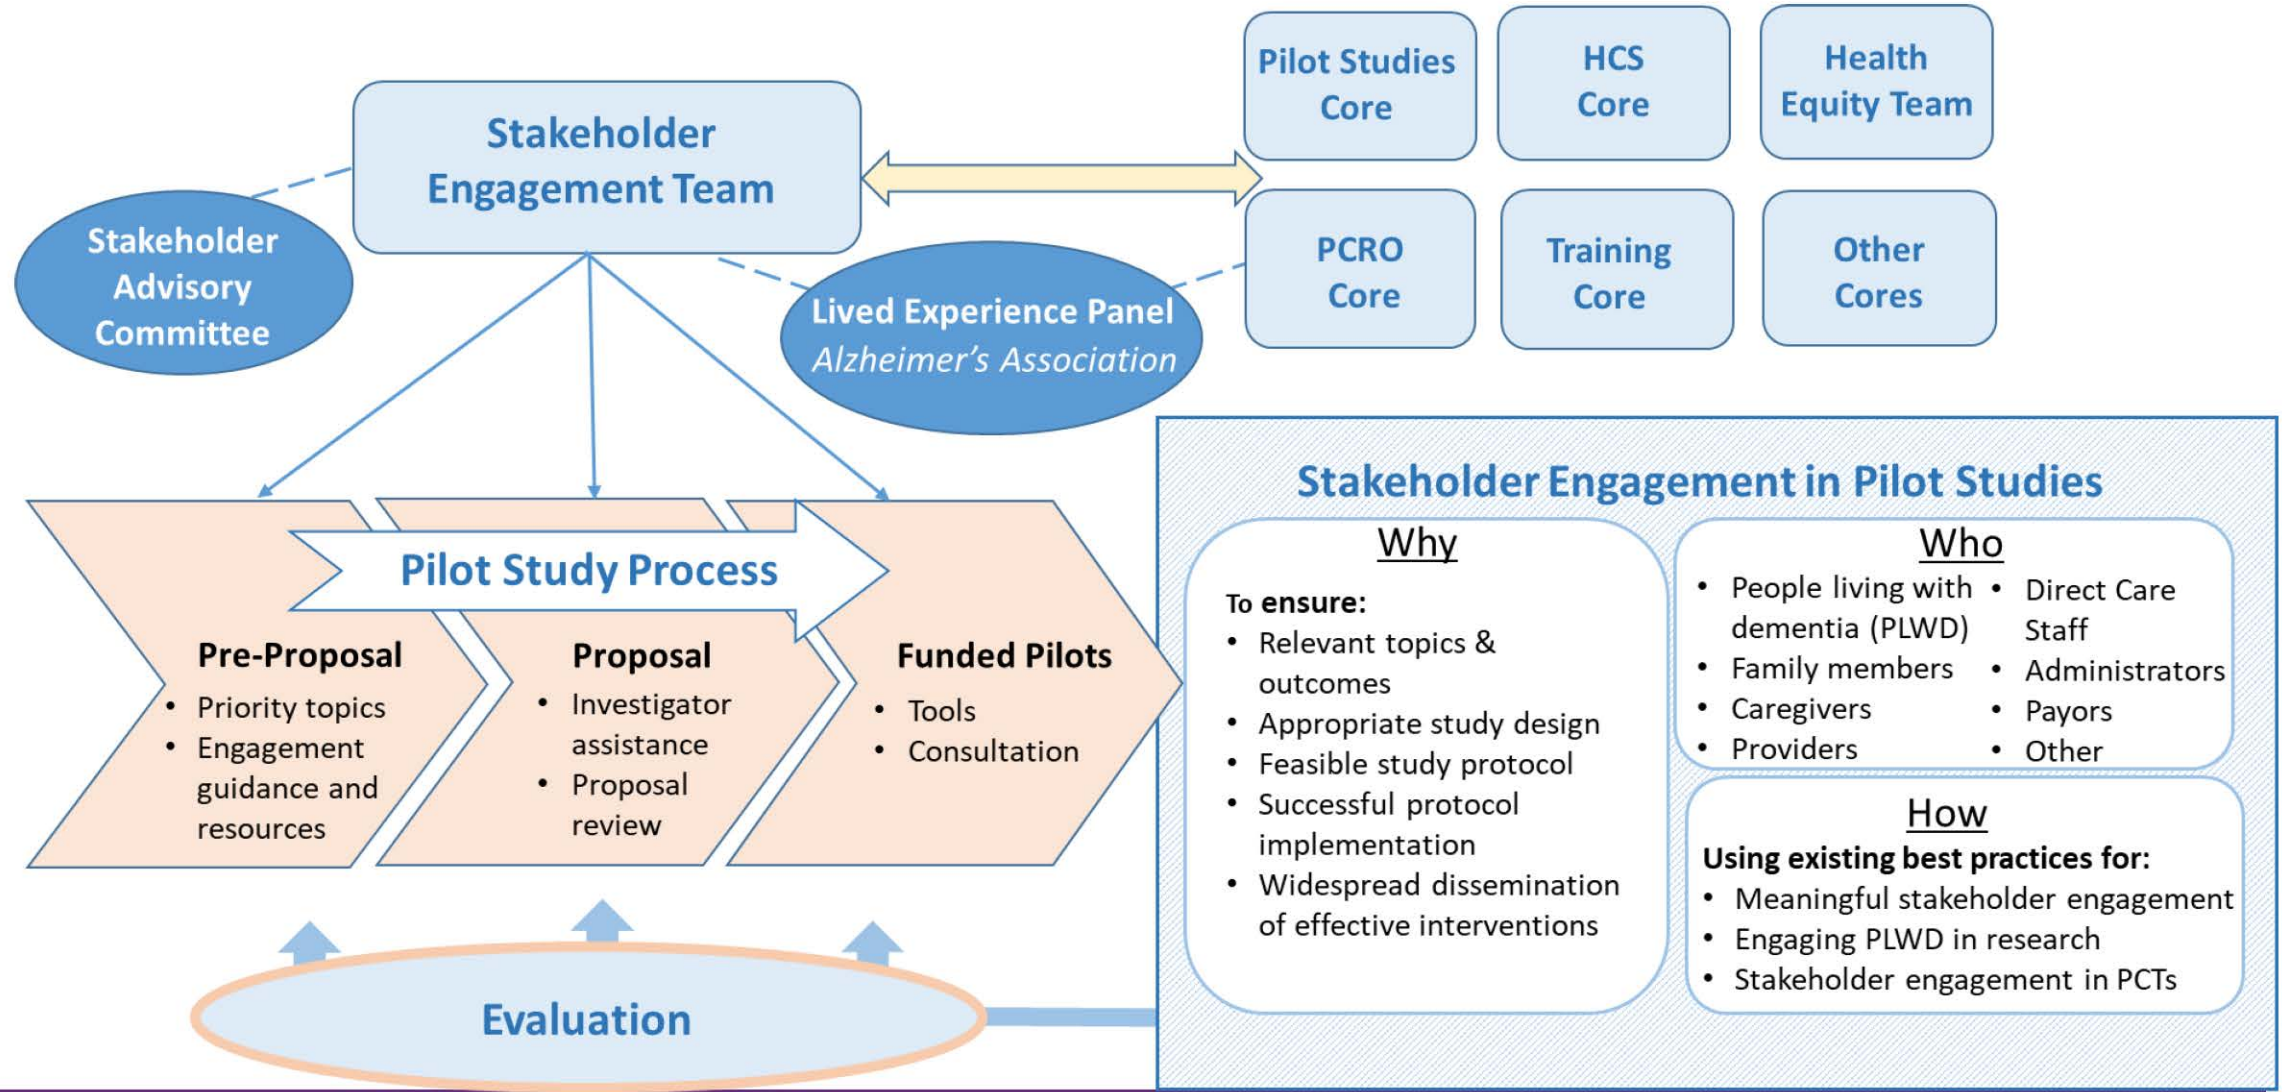 Stakeholder
Engagement Team
Pilot Studies
Core
HCS
Core
Health
Equity Team
Stakeholder
Advisory
Committee
Lived Experience Panel
Alzheimer's Association
PCRO
Core
Training
Core
Other
Cores
Pilot Study Process
Pre-Proposal
• Priority topics
• Engagement
guidance and
resources
Proposal
• Investigator
assistance
• Proposal
review
Funded Pilots
• Tools
• Consultation
Evaluation
Stakeholder Engagement in Pilot Studies
Why
To ensure:
• Relevant topics &
outcomes
• Appropriate study design
• Feasible study protocol
• Successful protocol
implementation
• Widespread dissemination
of effective interventions
Who
• People living with
dementia (PLWD)
• Family members
• Caregivers
• Providers
• Direct Care
Staff
• Administrators
• Payors
• Other
How
Using existing best practices for:
• Meaningful stakeholder engagement
• Engaging PLWD in research
• Stakeholder engagement in PCTs